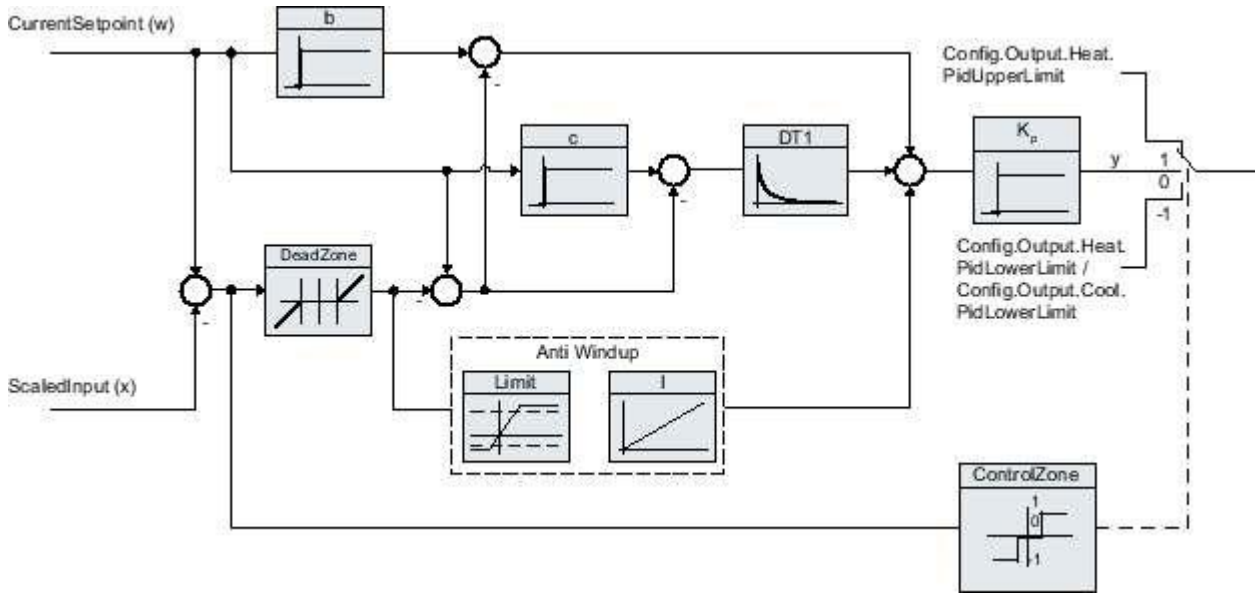 CurrentSetpoint (w)
b
-
Config.Output.Heat.
PidUpperLimit
c
-
DT1
Kp
y
1
0
-1
DeadZone
-
-
Config.Output.Heat.
PidLowerLimit /
Config.Output.Cool.
PidLowerLimit
Anti Windup
ScaledInput (x)
Limit
I
ControlZone
1
0
-1